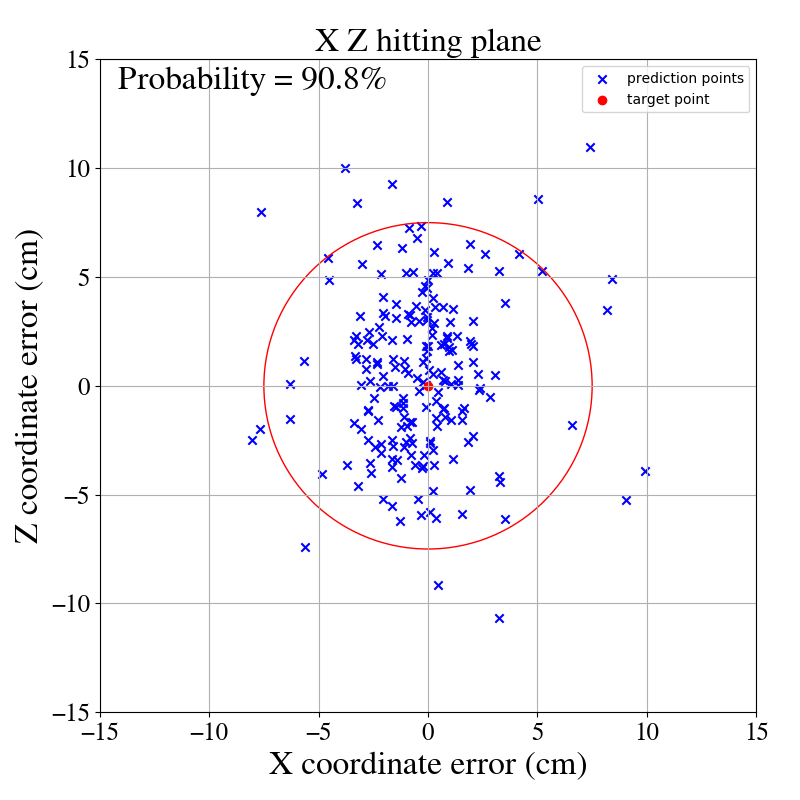 X Z hitting plane
Probability = 90.8%
prediction points
target point
15
10
5
0
−5
−10
−15
Z coordinate error (cm)
−15 −10 −5 0 5 10 15
X coordinate error (cm)